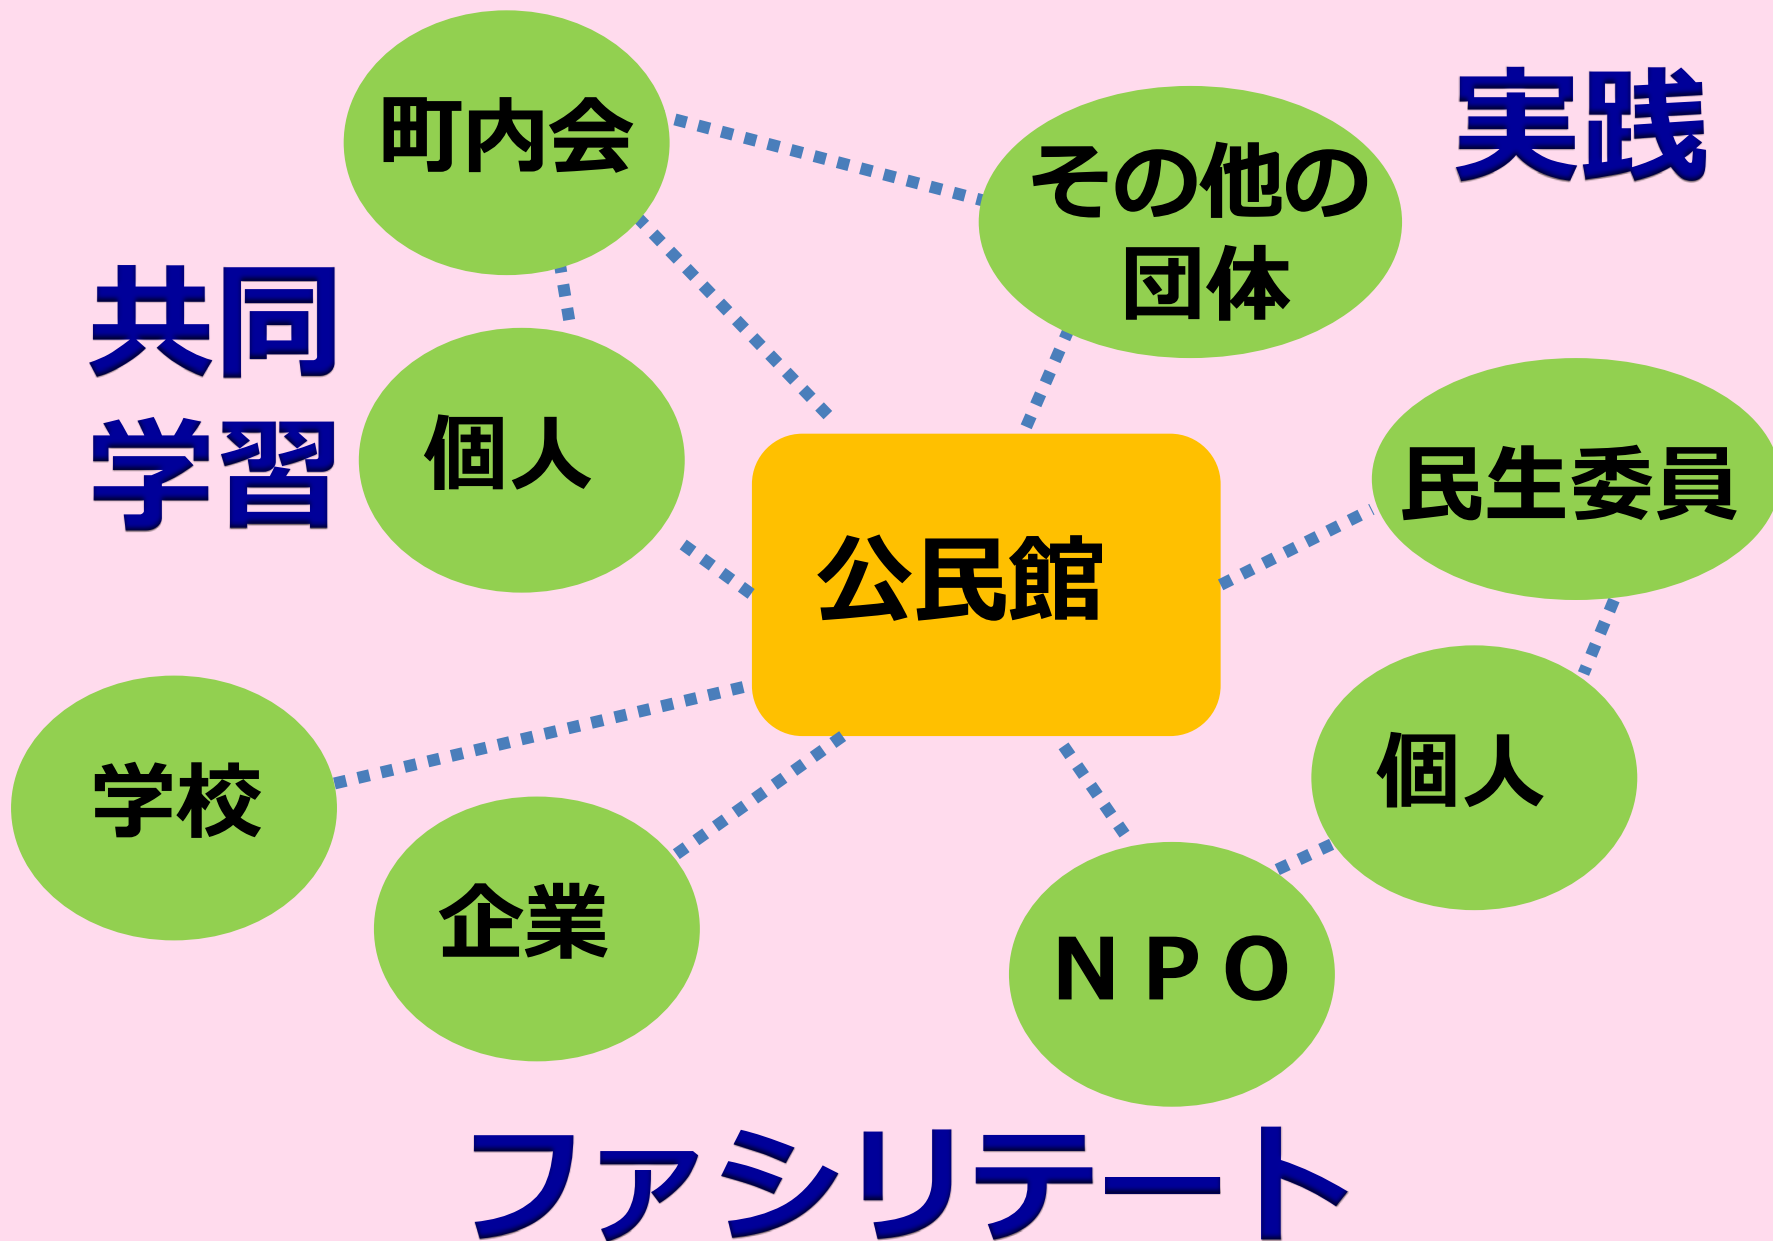 町内会
実践
その他の
団体
共同
学習
個人
民生委員
公民館
個人
学校
企業
ＮＰＯ
ファシリテート